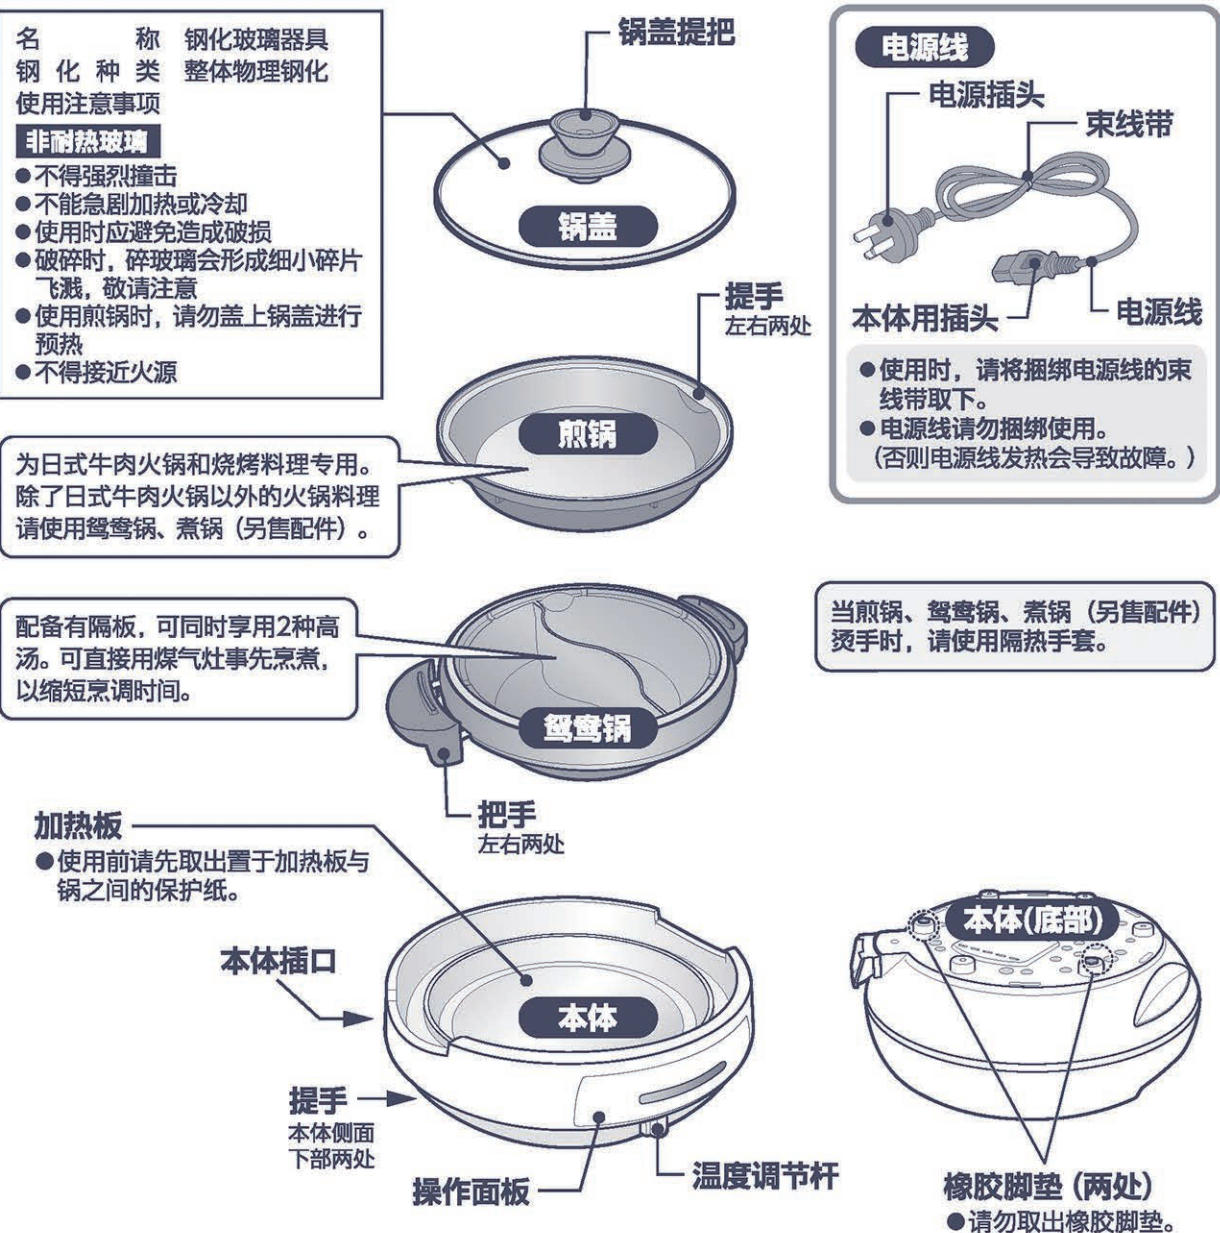 名称 钢化玻璃器具
钢化种类 整体物理钢化
使用注意事项
非耐热玻璃
●不得强烈撞击
●不能急剧加热或冷却
●使用时应避免造成破损
●破碎时，碎玻璃会形成细小碎片
飞溅，敬请注意
●使用煎锅时，请勿盖上锅盖进行
预热
●不得接近火源
锅盖提把
锅盖
电源线
电源插头
束线带
本体用插头
电源线
●使用时，请将捆绑电源线的束
线带取下。
●电源线请勿捆绑使用。
（否则电源线发热会导致故障。）
提手
左右两处
煎锅
为日式牛肉火锅和烧烤料理专用。
除了日式牛肉火锅以外的火锅料理
请使用鸳鸯锅、煮锅（另售配件）。
配备有隔板，可同时享用2种高
汤。可直接用煤气灶事先烹煮，
以缩短烹调时间。
鸳鸯锅
把手
左右两处
当煎锅、鸳鸯锅、煮锅（另售配件）
烫手时，请使用隔热手套。
加热板
●使用前请先取出置于加热板与
锅之间的保护纸。
本体插口
本体
提手
本体侧面
下部两处
操作面板
温度调节杆
本体(底部)
橡胶脚垫（两处）
●请勿取出橡胶脚垫。